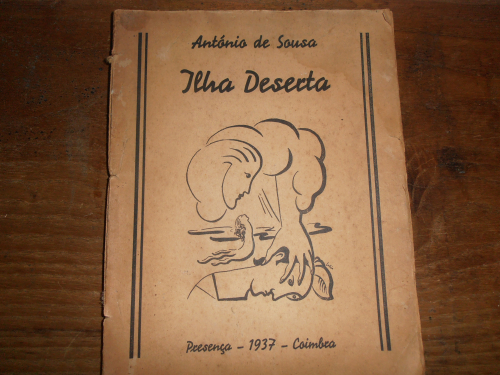 António de Sousa
Ilha Deserta
Presença - 1937 - Coimbra